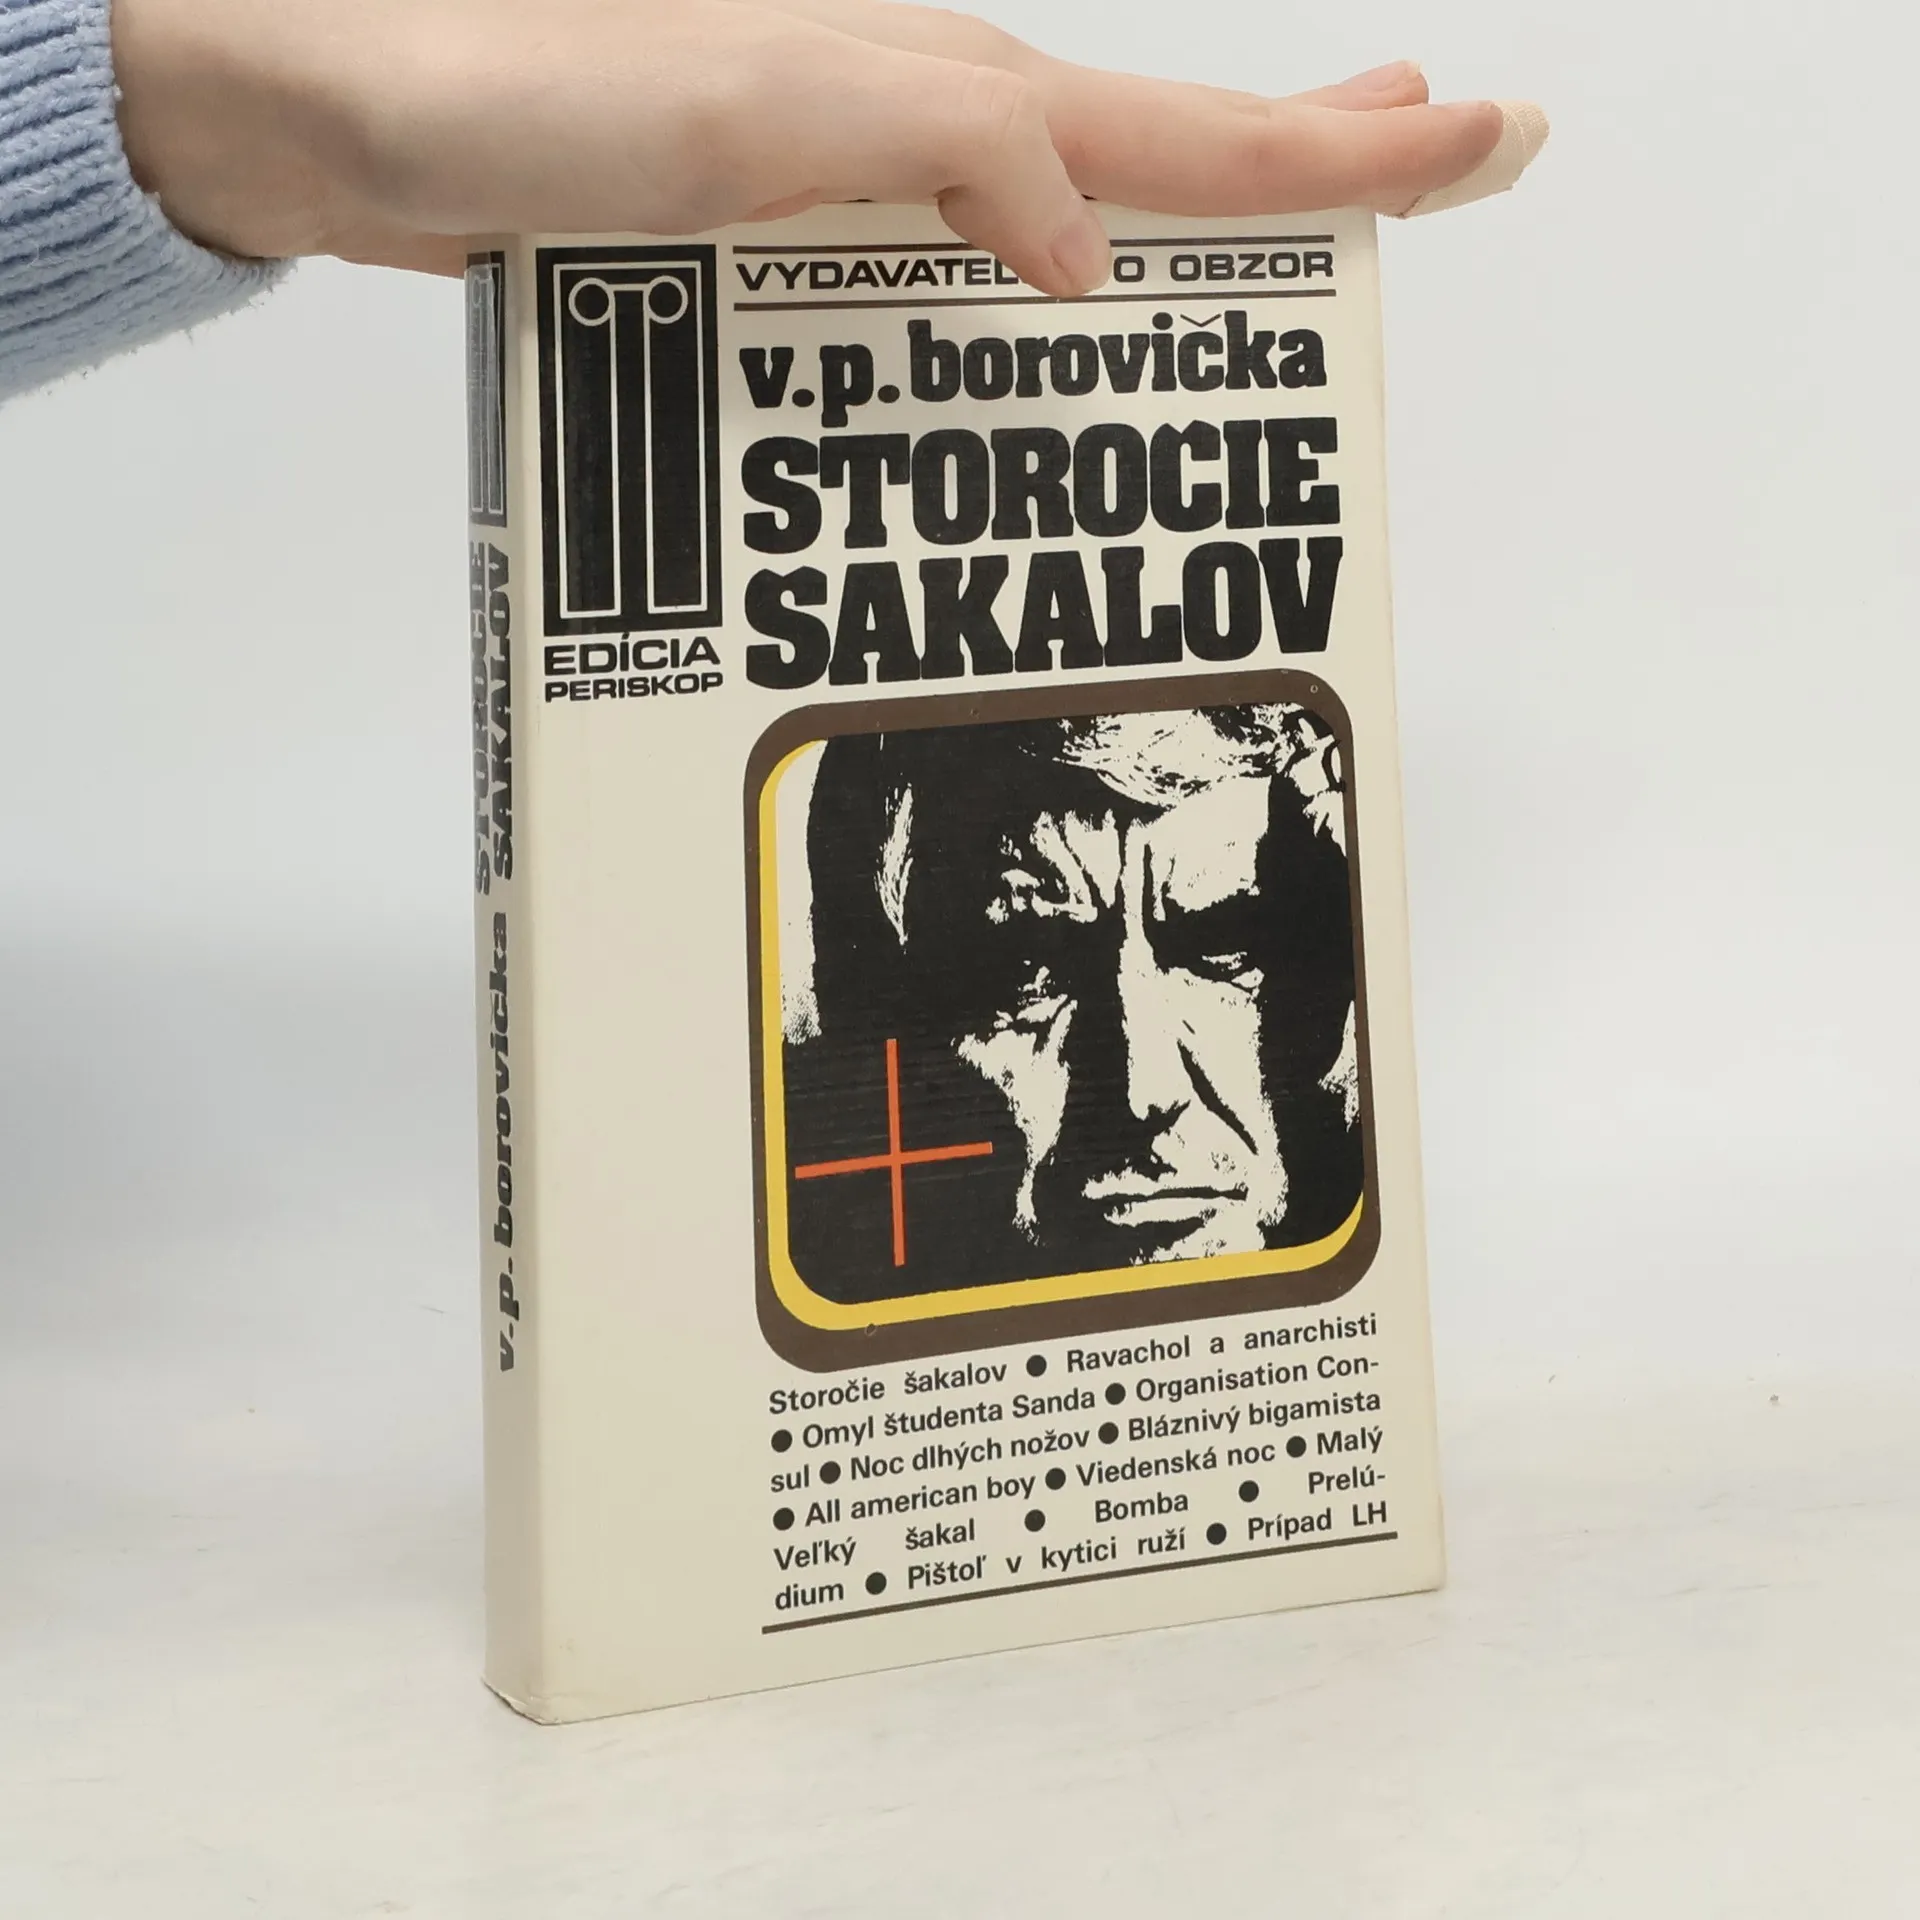 VYDAVATEL O OBZOR
v.p. borovička
STOROČIE
ŠAKALOV
EDÍCIA
PERISKOP
STOROČIE
ŠAKALOV
v.p. borovička
Storočie šakalov ● Ravachol a anarchisti
● Omyl študenta Sanda ● Organisation Con-
sul ● Noc dlhých nožov ● Bláznivý bigamista
● All american boy ● Viedenská noc ● Malý
Veľký šakal ● Bomba ● Prelú-
dium ● Pištoľ v kytici ruží ● Prípad LH